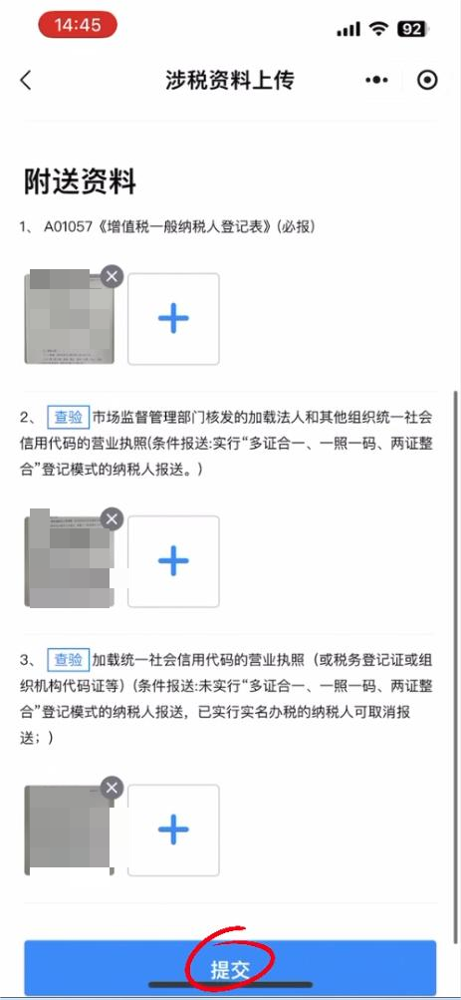 14:45
92
涉税资料上传
附送资料
1、 A01057《增值税一般纳税人登记表》(必报)
2、 查验 市场监督管理部门核发的加载法人和其他组织统一社会
信用代码的营业执照(条件报送:实行“多证合一、一照一码、两证整
合”登记模式的纳税人报送。)
3、 查验 加载统一社会信用代码的营业执照（或税务登记证或组
织机构代码证等）(条件报送:未实行“多证合一、一照一码、两证整
合”登记模式的纳税人报送，已实行实名办税的纳税人可取消报
送；)
提交